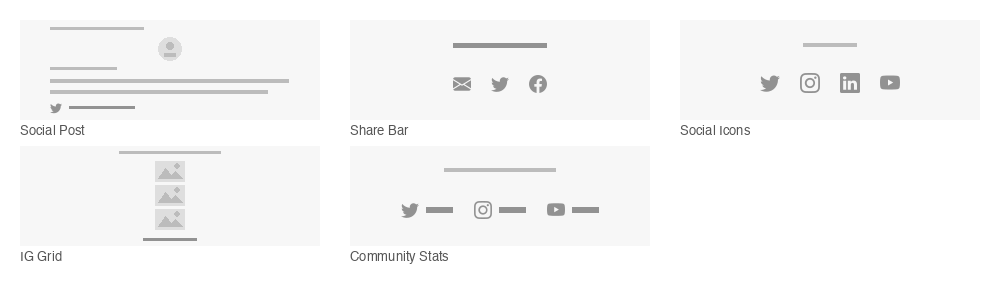 Social Post
Share Bar
Social Icons
IG Grid
Community Stats